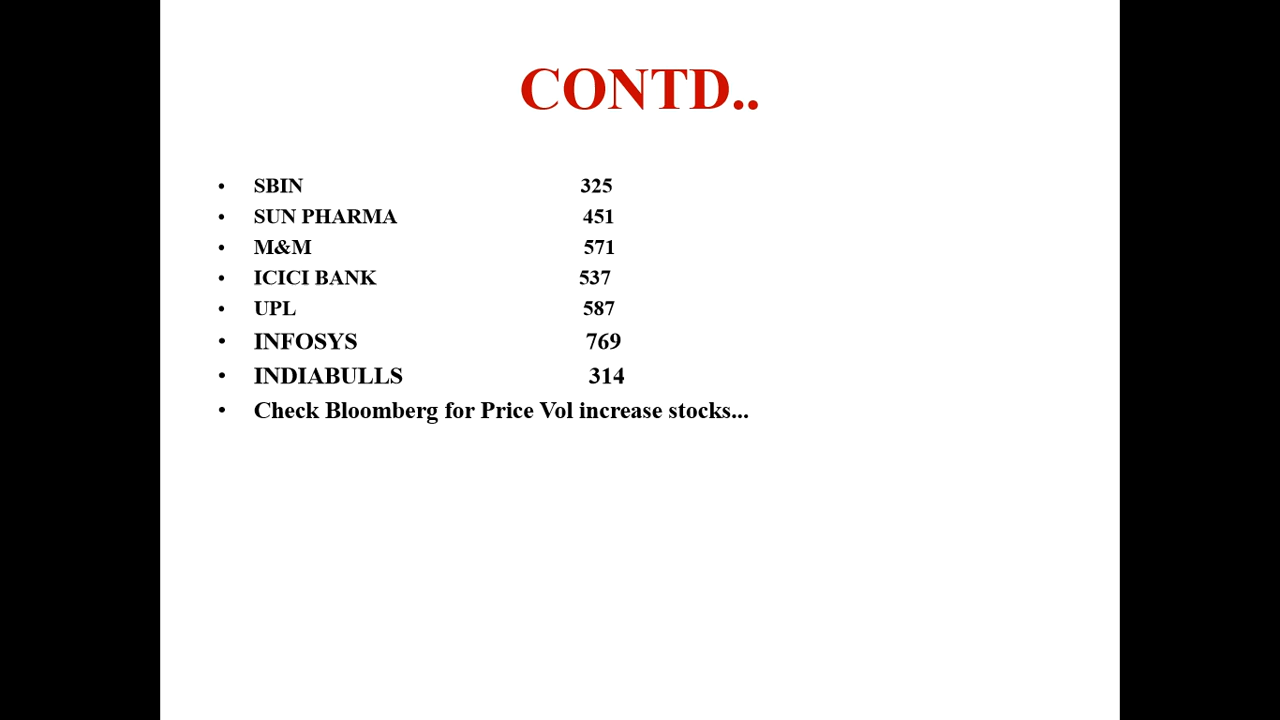 CONTD..
• SBIN 325
• SUN PHARMA 451
• M&M 571
• ICICI BANK 537
• UPL 587
• INFOSYS 769
• INDIABULLS 314
• Check Bloomberg for Price Vol increase stocks...